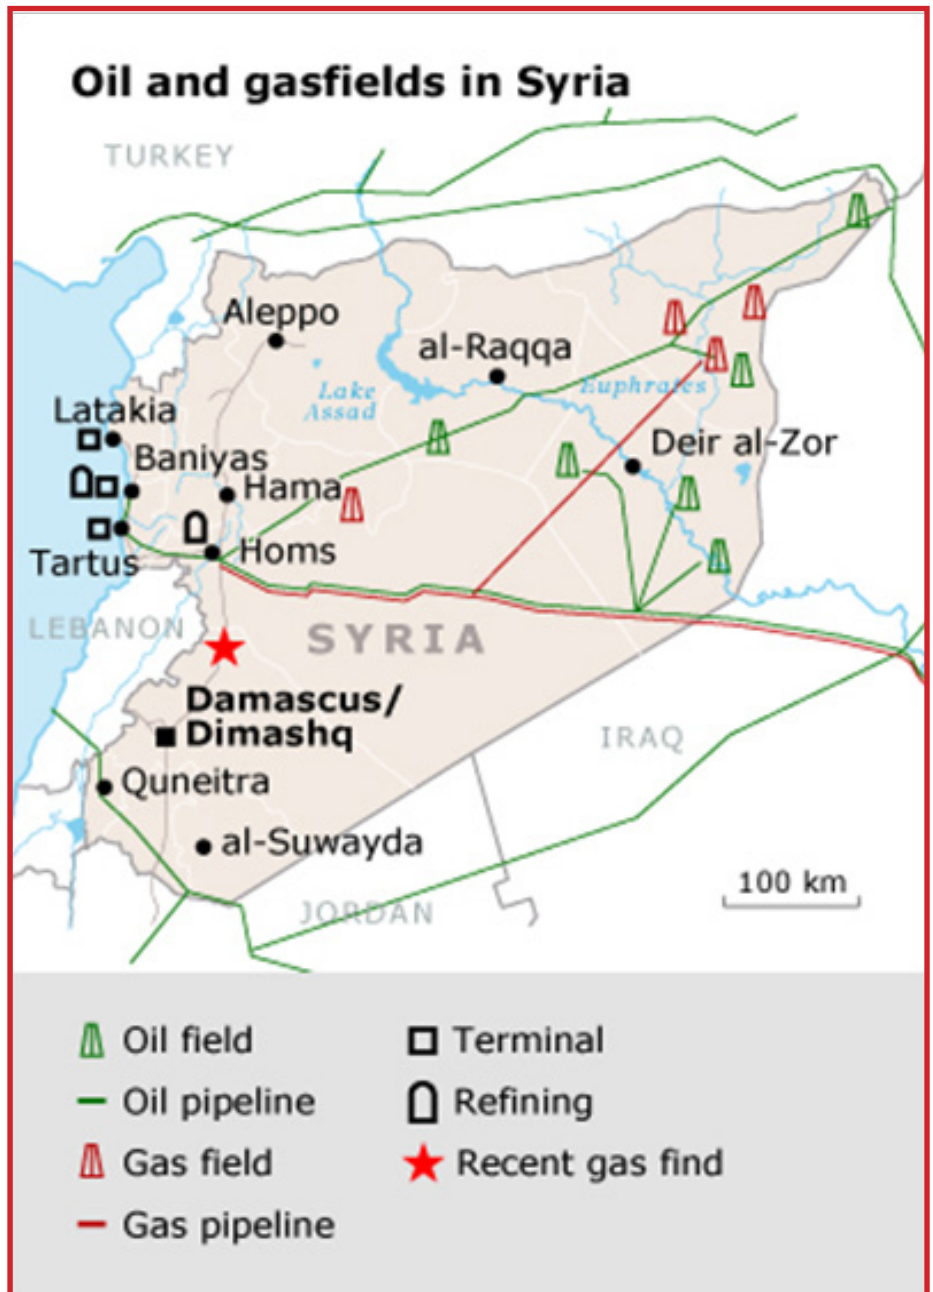 Oil and gasfields in Syria
TURKEY
Aleppo
al-Raqqa
Lake
Assad
Euphrates
Latakia
Baniyas
Deir al-Zor
Hama
Homs
Tartus
LEBANON
SYRIA
Damascus/
Dimashq
IRAQ
Quneitra
al-Suwayda
100 km
JORDAN
Oil field
Terminal
Oil pipeline
Refining
Gas field
Recent gas find
Gas pipeline